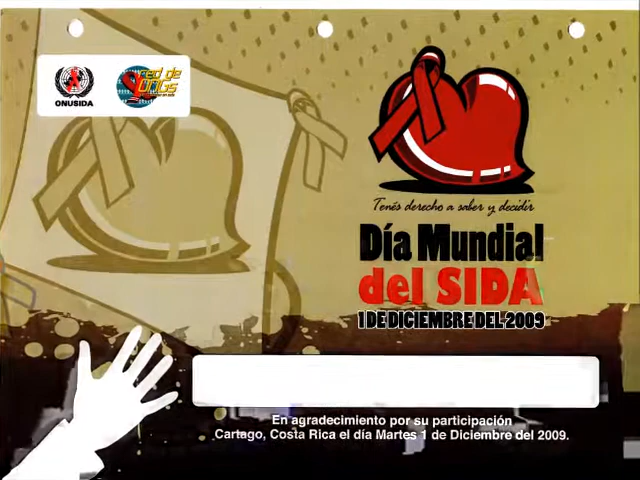 ONUSIDA
Red de
ONGs
Tenés derecho a saber y decidir
Día Mundial
del SIDA
1 DE DICIEMBRE DEL 2009
En agradecimiento por su participación
Cartago, Costa Rica el día Martes 1 de Diciembre del 2009.